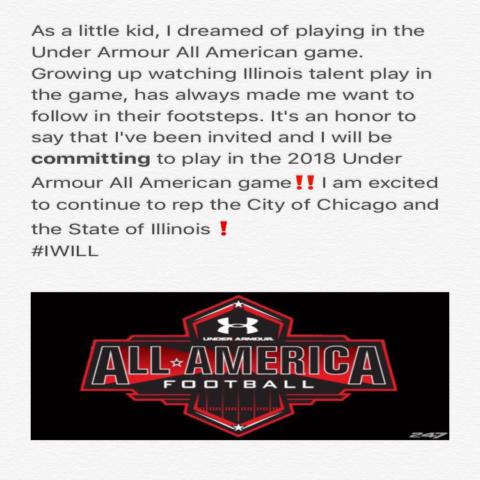 As a little kid, I dreamed of playing in the
Under Armour All American game.
Growing up watching Illinois talent play in
the game, has always made me want to
follow in their footsteps. It's an honor to
say that I've been invited and I will be
committing to play in the 2018 Under
Armour All American game‼️ I am excited
to continue to rep the City of Chicago and
the State of Illinois ❗
#IWILL
UNDER ARMOUR.
ALL☆AMERICA
FOOTBALL
247